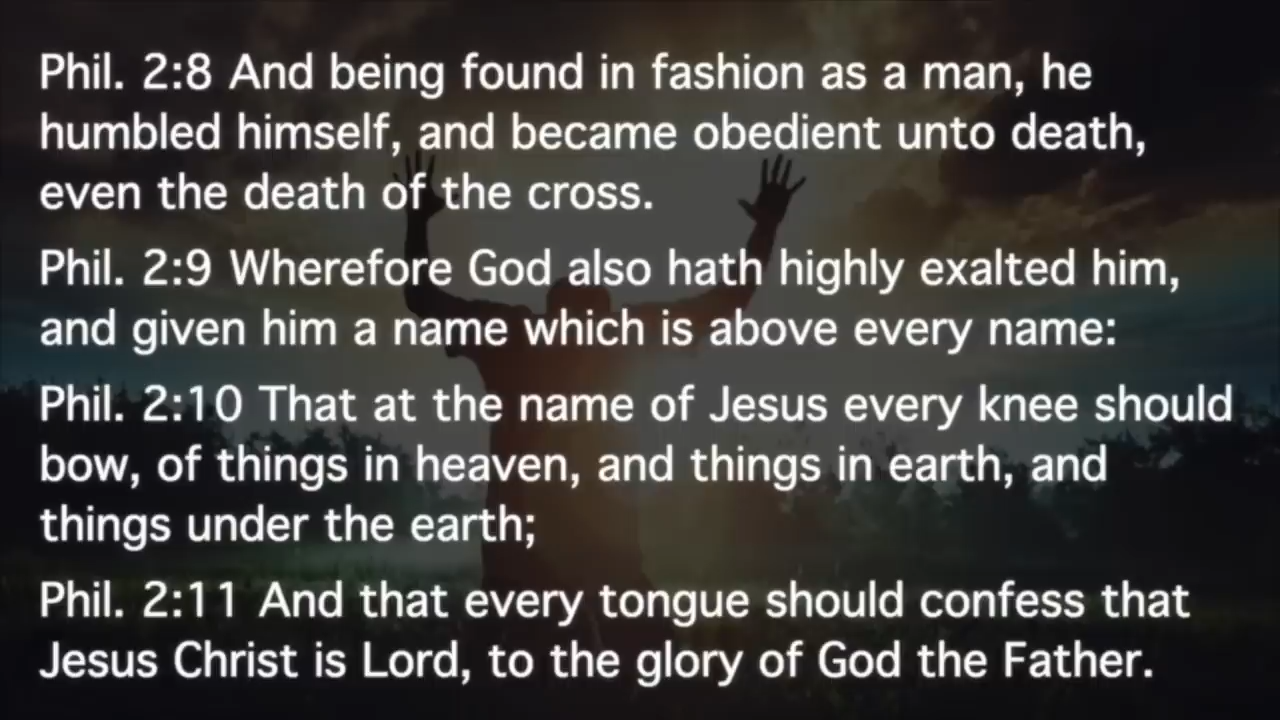 Phil. 2:8 And being found in fashion as a man, he
humbled himself, and became obedient unto death,
even the death of the cross.
Phil. 2:9 Wherefore God also hath highly exalted him,
and given him a name which is above every name:
Phil. 2:10 That at the name of Jesus every knee should
bow, of things in heaven, and things in earth, and
things under the earth;
Phil. 2:11 And that every tongue should confess that
Jesus Christ is Lord, to the glory of God the Father.